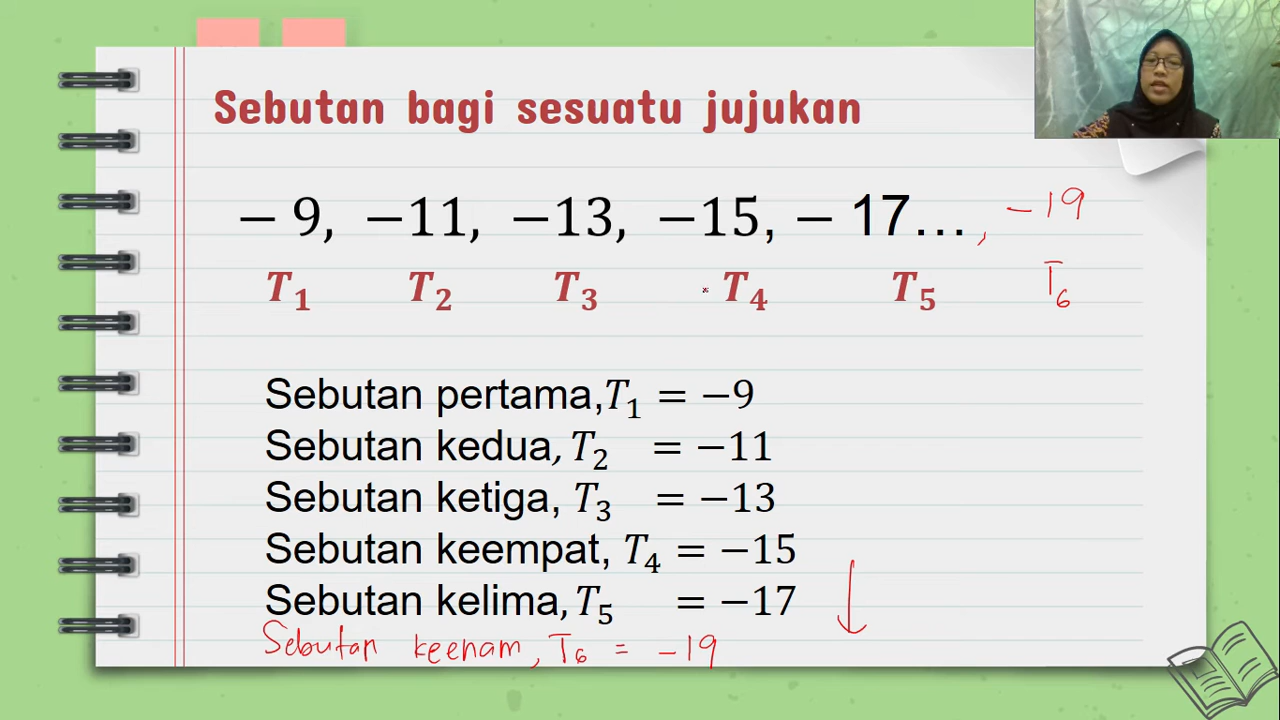 Sebutan bagi sesuatu jujukan
− 9, −11, −13, −15, − 17..., −19
T₁ T₂ T₃ T₄ T₅ T₆
Sebutan pertama,T₁ = −9
Sebutan kedua, T₂ = −11
Sebutan ketiga, T₃ = −13
Sebutan keempat, T₄ = −15
Sebutan kelima, T₅ = −17
Sebutan keenam, T₆ = −19